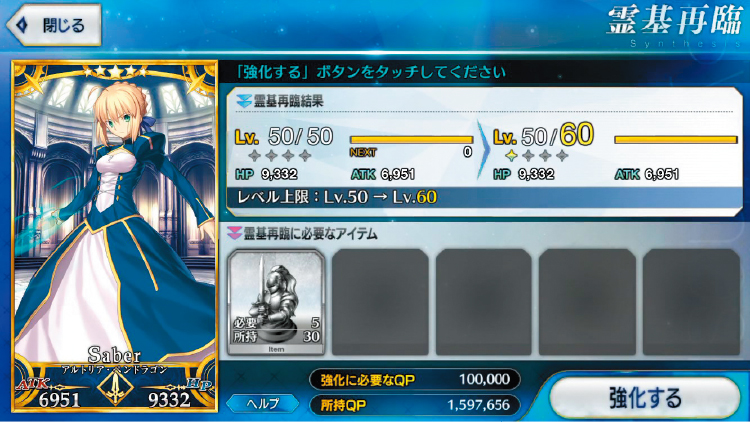 閉じる
霊基再臨
Synthesis
「強化する」ボタンをタッチしてください
霊基再臨結果
Lv. 50/50
NEXT 0
HP 9,332 ATK 6,951
Lv. 50/60
HP 9,332 ATK 6,951
レベル上限:Lv.50 → Lv.60
霊基再臨に必要なアイテム
必要 5
所持 30
Item
Saber
アルトリア・ペンドラゴン
ATK HP
6951 9332
強化に必要なQP 100,000
ヘルプ
所持QP 1,597,656
強化する